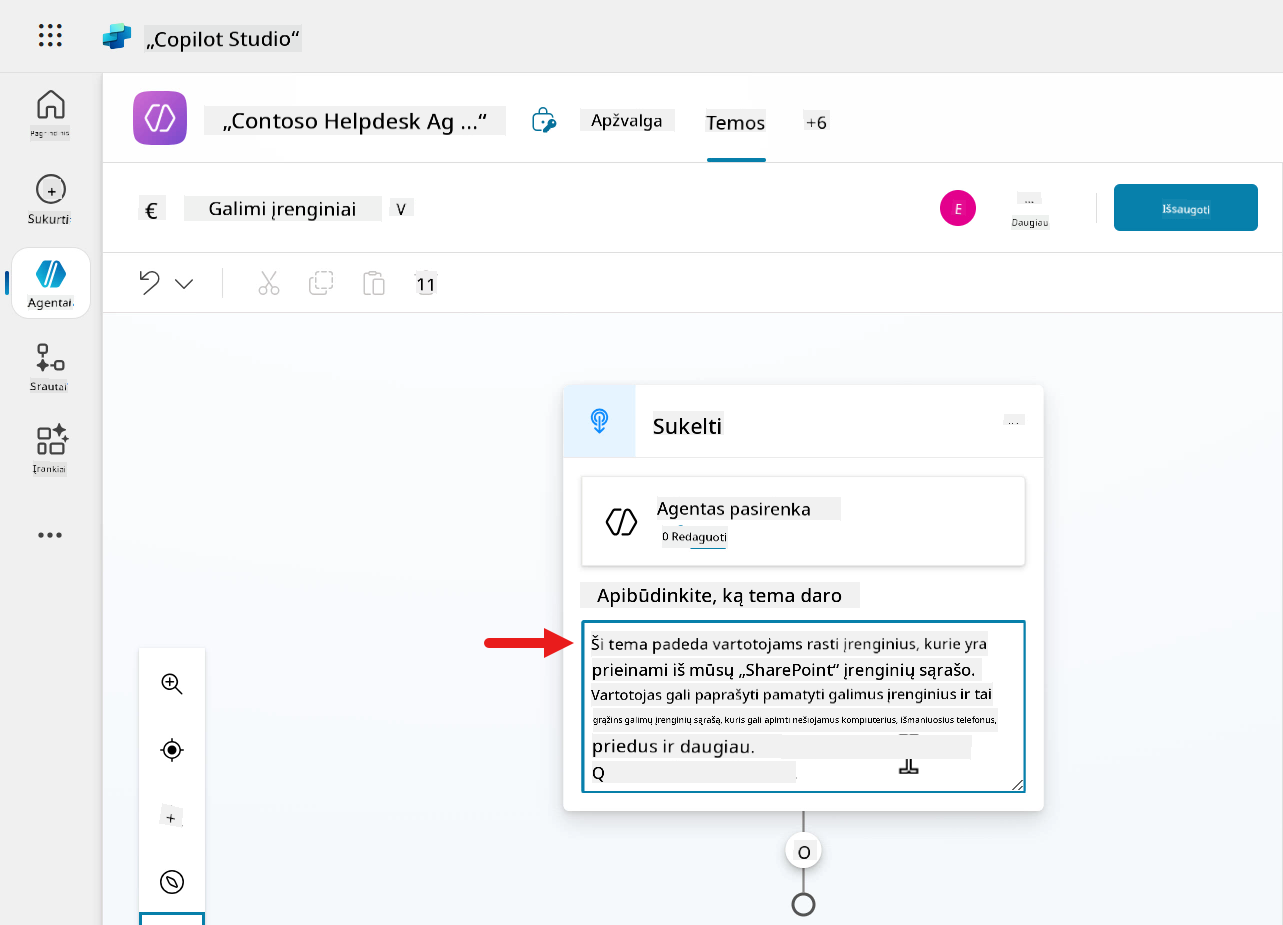 „Copilot Studio“
„Contoso Helpdesk Ag ...“
Apžvalga
Temos
+6
Sukurti
Agentai
Srautai
Įrankiai
€
Galimi įrenginiai
V
E
...
Daugiau
Išsaugoti
11
Sukelti
...
Agentas pasirenka
0 Redaguoti
Apibūdinkite, ką tema daro
Ši tema padeda vartotojams rasti įrenginius, kurie yra
prieinami iš mūsų „SharePoint“ įrenginių sąrašo.
Vartotojas gali paprašyti pamatyti galimus įrenginius ir tai
grąžins galimų įrenginių sąrašą, kuris gali apimti nešiojamus kompiuterius, išmaniuosius telefonus,
priedus ir daugiau.
Q
O